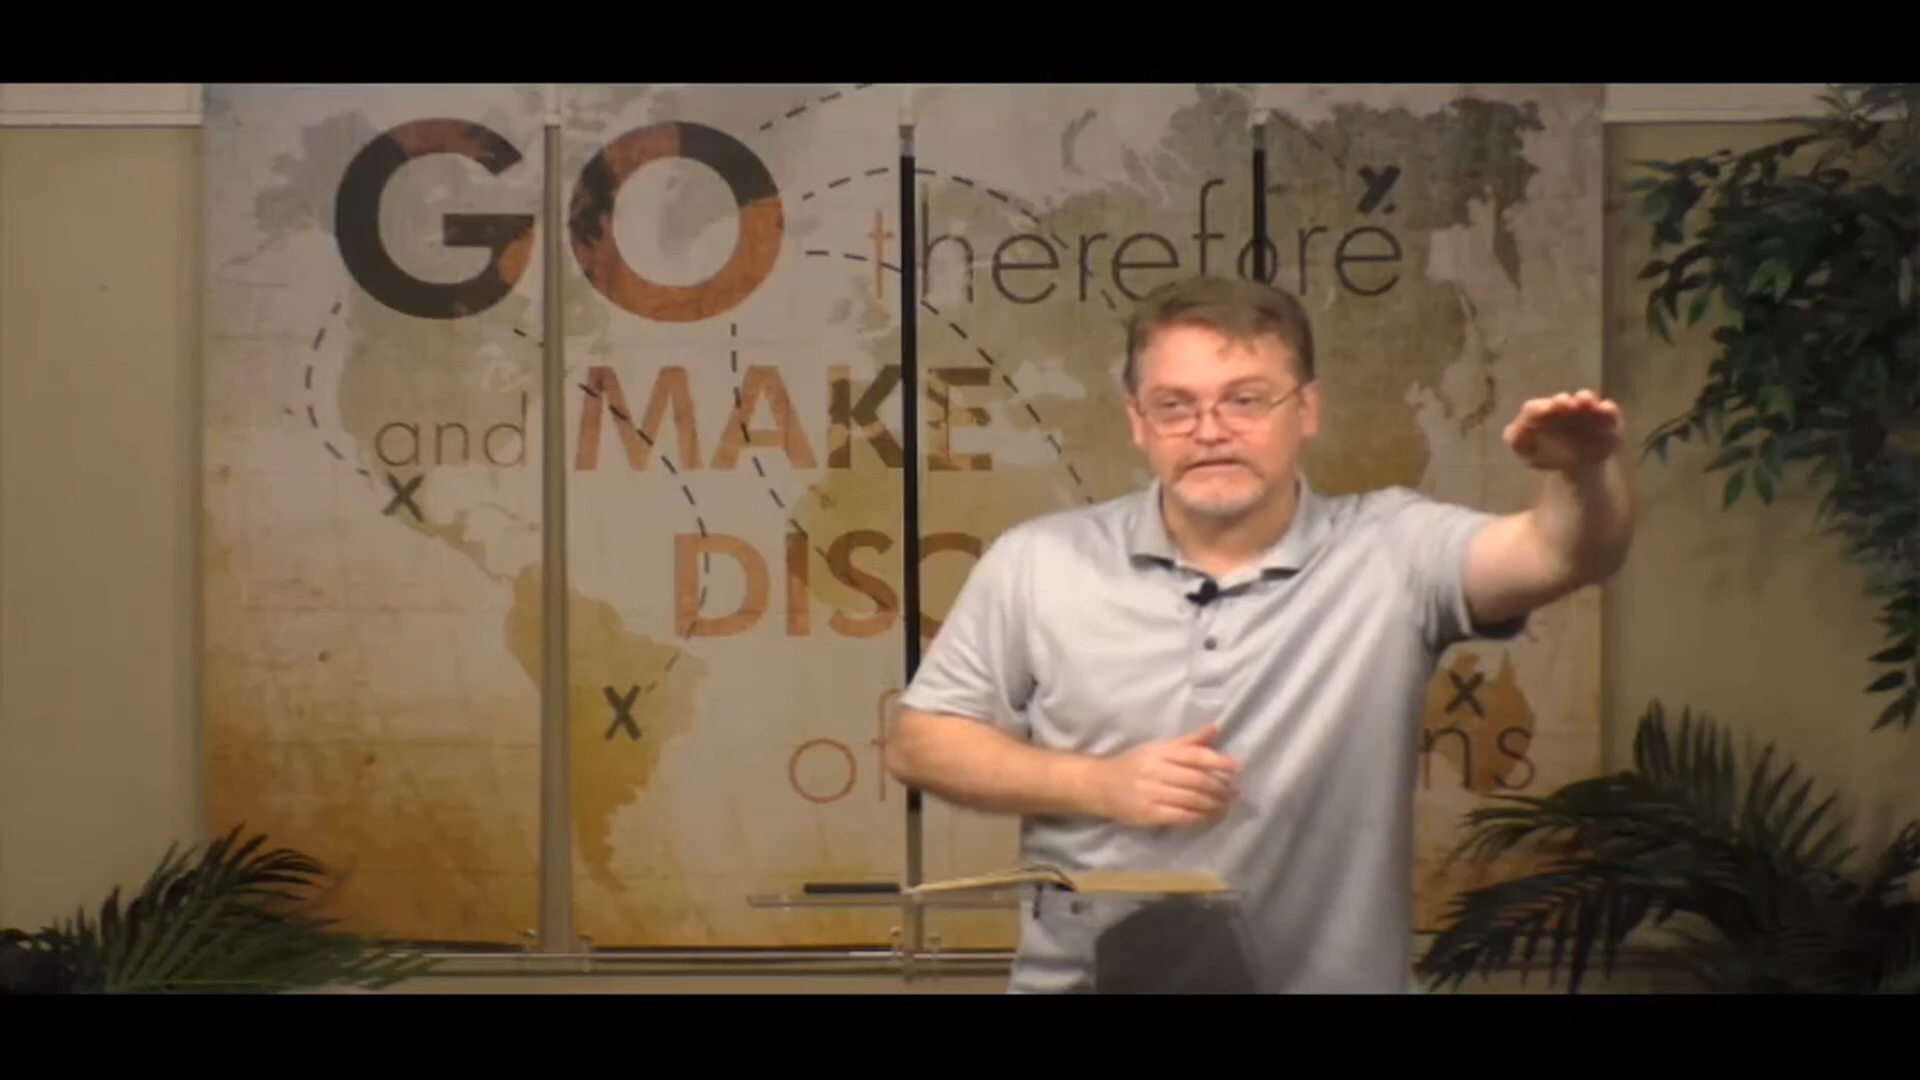 GO therefore
and MAKE
DISC
of ns